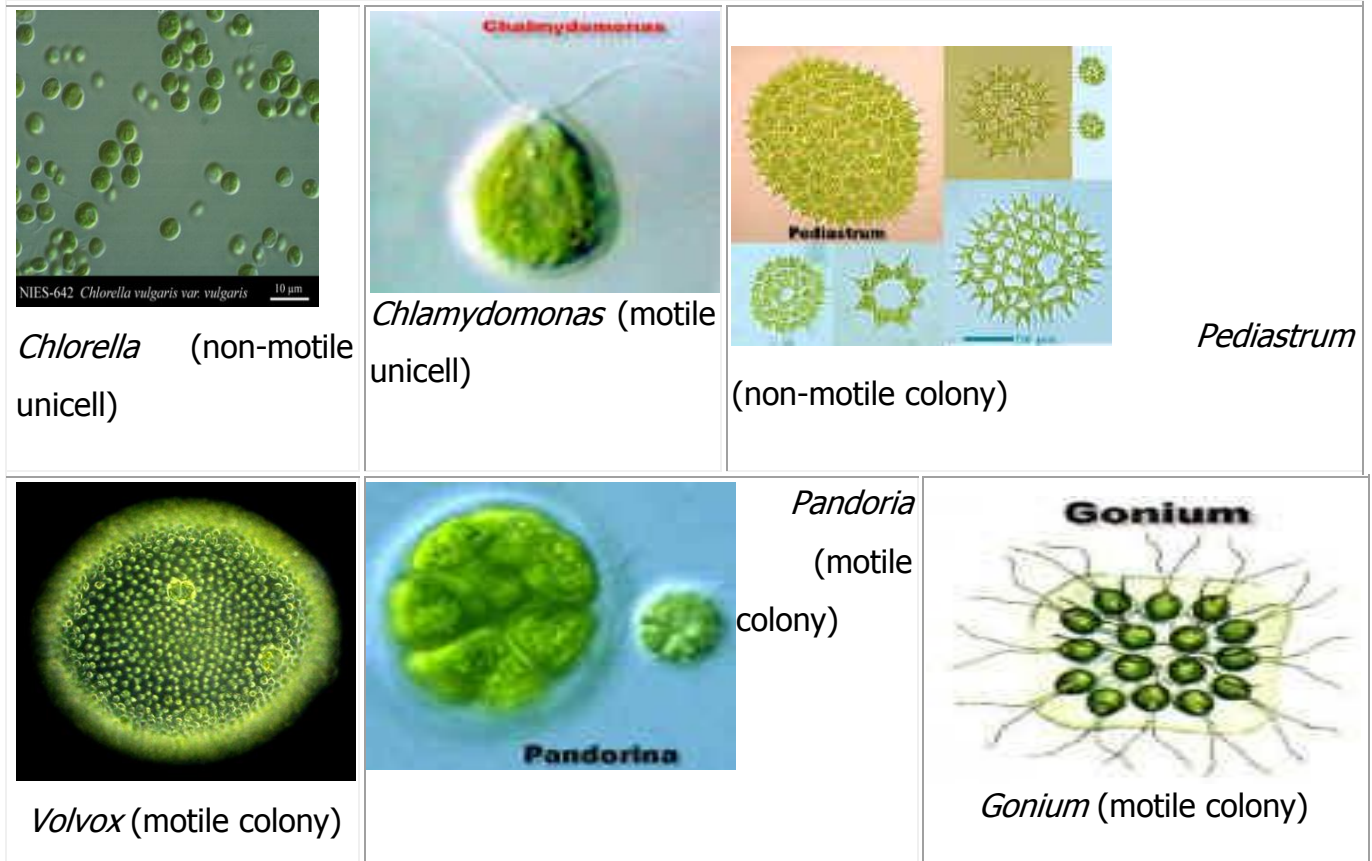 Chalmydomonas
Pediastrum
NIES-642 Chlorella vulgaris var. vulgaris 10 µm
Chlorella (non-motile
unicell)
Chlamydomonas (motile
unicell)
Pediastrum
(non-motile colony)
Pandoria
(motile
colony)
Pandorina
Volvox (motile colony)
Gonium
Gonium (motile colony)